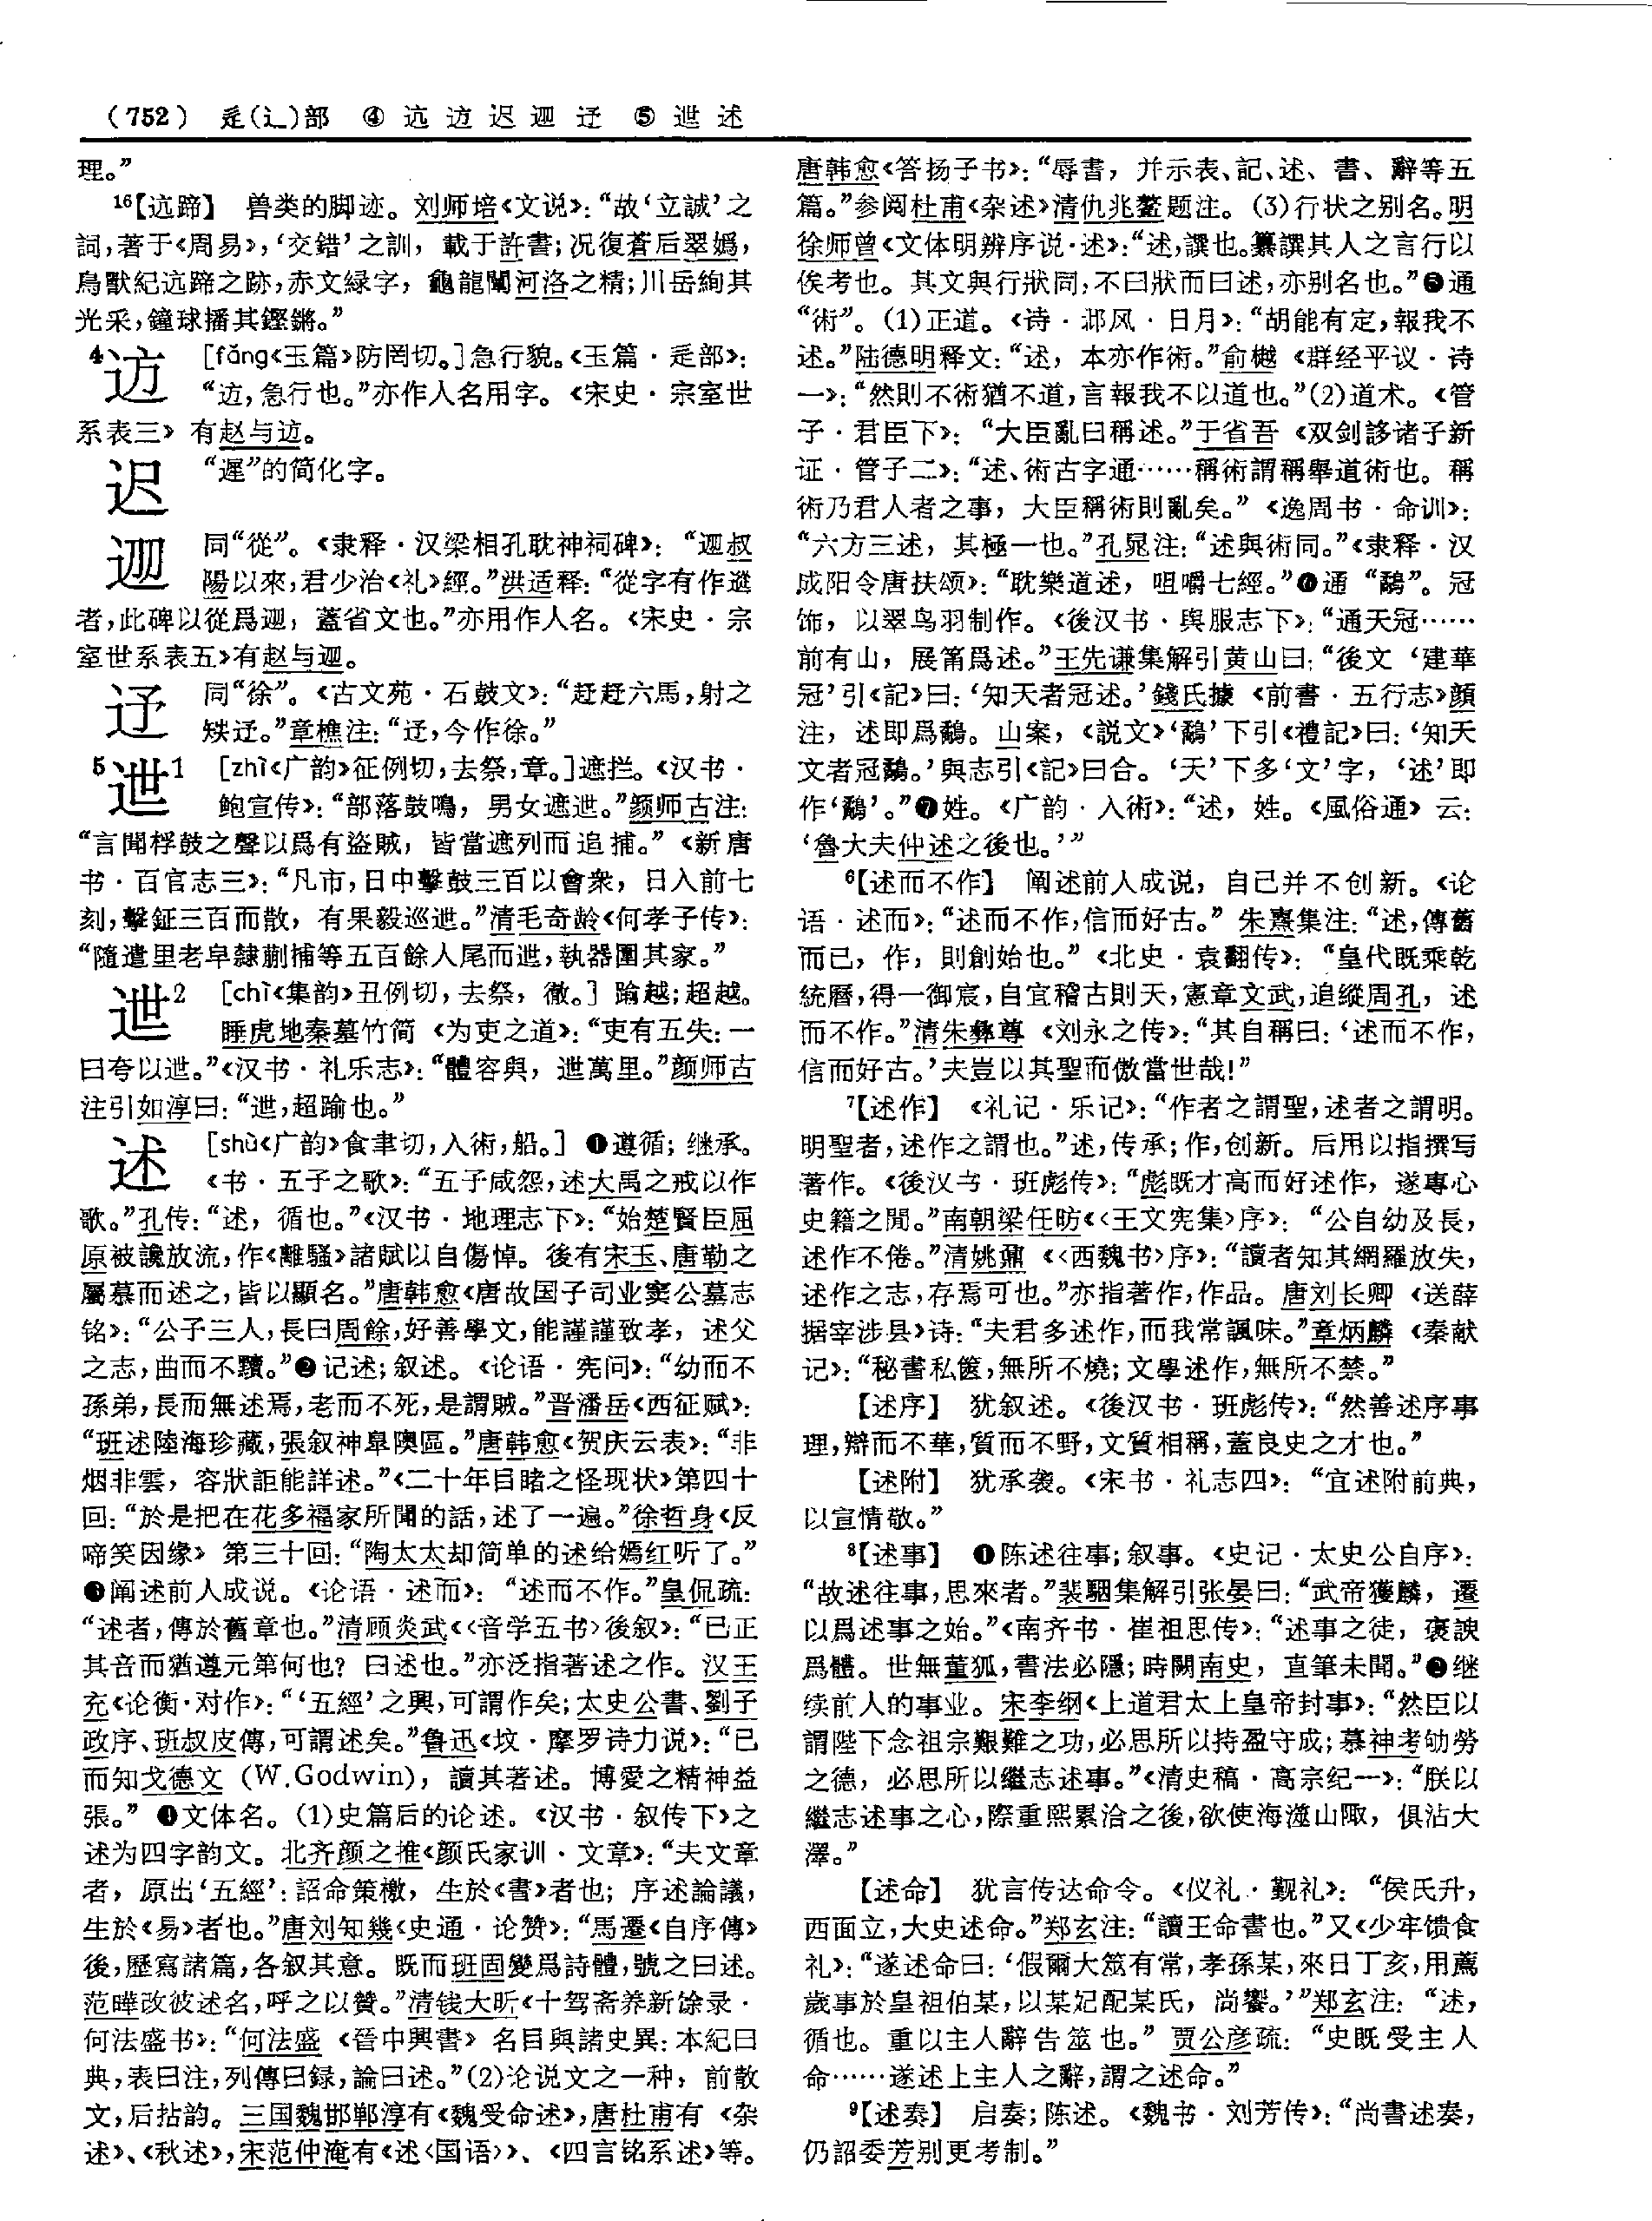 （752） 辵(辶)部 ④ 迒 迬 迟 迊 迃 ⑤ 迣 述
理。”
16【迒蹄】 兽类的脚迹。刘师培《文说》：“故‘立誠’之
詞，著于《周易》，‘交錯’之訓，載于許書；况復蒼后翠嬀，
鳥獸紀迒蹄之跡，赤文緑字，龜龍闡河洛之精；川岳絢其
光采，鐘球播其鏗鏘。”
4 [fǎng《玉篇》防罔切。]急行貌。《玉篇·辵部》：
“，急行也。”亦作人名用字。《宋史·宗室世
系表三》有赵与。
迟 “遲”的简化字。
同“從”。《隶释·汉梁相孔耽神祠碑》：“叔
陽以來，君少治《礼》經。”洪适释：“從字有作
者，此碑以從爲，蓋省文也。”亦用作人名。《宋史·宗
室世系表五》有赵与。
同“徐”。《古文苑·石鼓文》：“趕趕六馬，射之
㹤。”章樵注：“，今作徐。”
5迣1 [zhì《广韵》征例切，去祭，章。]遮拦。《汉书·
鲍宣传》：“部落鼓鳴，男女遮迣。”颜师古注：
“言聞桴鼓之聲以爲有盜賊，皆當遮列而追捕。”《新唐
书·百官志三》：“凡市，日中擊鼓三百以會衆，日入前七
刻，擊鉦三百而散，有果毅巡迣。”清毛奇龄《何孝子传》：
“隨遣里老皁隸蒯捕等五百餘人尾而迣，執器圍其家。”
迣2 [chì《集韵》丑例切，去祭，徹。]踰越；超越。
睡虎地秦墓竹简《为吏之道》：“吏有五失：一
曰夸以迣。”《汉书·礼乐志》：“體容與，迣萬里。”颜师古
注引如淳曰：“迣，超踰也。”
述 [shù《广韵》食聿切，入術，船。] ❶遵循；继承。
《书·五子之歌》：“五子咸怨，述大禹之戒以作
歌。”孔传：“述，循也。”《汉书·地理志下》：“始楚賢臣屈
原被讒放流，作《離騷》諸賦以自傷悼。後有宋玉、唐勒之
屬慕而述之，皆以顯名。”唐韩愈《唐故国子司业窦公墓志
铭》：“公子三人，長曰周餘，好善學文，能謹謹致孝，述父
之志，曲而不黷。”❷记述；叙述。《论语·宪问》：“幼而不
孫弟，長而無述焉，老而不死，是謂賊。”晋潘岳《西征赋》：
“班述陸海珍藏，張叙神皐隩區。”唐韩愈《贺庆云表》：“非
烟非雲，容狀詎能詳述。”《二十年目睹之怪现状》第四十
回：“於是把在花多福家所聞的話，述了一遍。”徐哲身《反
啼笑因缘》第三十回：“陶太太却简单的述给嫣红听了。”
❸阐述前人成说。《论语·述而》：“述而不作。”皇侃疏：
“述者，傳於舊章也。”清顾炎武《〈音学五书〉後叙》：“已正
其音而猶遵元第何也？曰述也。”亦泛指著述之作。汉王
充《论衡·对作》：“‘五經’之興，可謂作矣；太史公書、劉子
政序、班叔皮傳，可謂述矣。”鲁迅《坟·摩罗诗力说》：“已
而知戈德文 (W.Godwin)，讀其著述。博愛之精神益
張。” ❹文体名。(1)史篇后的论述。《汉书·叙传下》之
述为四字韵文。北齐颜之推《颜氏家训·文章》：“夫文章
者，原出‘五經’：詔命策檄，生於《書》者也；序述論議，
生於《易》者也。”唐刘知幾《史通·论赞》：“馬遷《自序傳》
後，歷寫諸篇，各叙其意。既而班固變爲詩體，號之曰述。
范曄改彼述名，呼之以贊。”清钱大昕《十驾斋养新馀录·
何法盛书》：“何法盛《晉中興書》名目與諸史異：本紀曰
典，表曰注，列傳曰録，論曰述。”(2)论说文之一种，前散
文，后拈韵。三国魏邯郸淳有《魏受命述》，唐杜甫有《杂
述》、《秋述》，宋范仲淹有《述〈国语〉》、《四言铭系述》等。
唐韩愈《答扬子书》：“辱書，并示表、記、述、書、辭等五
篇。”参阅杜甫《杂述》清仇兆鳌题注。(3)行状之别名。明
徐师曾《文体明辨序说·述》：“述，譔也。纂譔其人之言行以
俟考也。其文與行狀同，不曰狀而曰述，亦别名也。”❺通
“術”。(1)正道。《诗·邶风·日月》：“胡能有定，報我不
述。”陆德明释文：“述，本亦作術。”俞樾《群经平议·诗
一》：“然則不術猶不道，言報我不以道也。”(2)道术。《管
子·君臣下》：“大臣亂曰稱述。”于省吾《双剑誃诸子新
证·管子二》：“述、術古字通……稱術謂稱舉道術也。稱
術乃君人者之事，大臣稱術則亂矣。”《逸周书·命训》：
“六方三述，其極一也。”孔晁注：“述與術同。”《隶释·汉
成阳令唐扶颂》：“耽樂道述，咀嚼七經。”❻通“鷸”。冠
饰，以翠鸟羽制作。《後汉书·舆服志下》：“通天冠……
前有山，展筩爲述。”王先谦集解引黄山曰：“後文‘建華
冠’引《記》曰：‘知天者冠述。’錢氏據《前書·五行志》顔
注，述即爲鷸。山案，《説文》‘鷸’下引《禮記》曰：‘知天
文者冠鷸。’與志引《記》曰合。‘天’下多‘文’字，‘述’即
作‘鷸’。”❼姓。《广韵·入術》：“述，姓。《風俗通》云：
‘魯大夫仲述之後也。’”
6【述而不作】 阐述前人成说，自己并不创新。《论
语·述而》：“述而不作，信而好古。”朱熹集注：“述，傳舊
而已，作，則創始也。”《北史·袁翻传》：“皇代既乘乾
統曆，得一御宸，自宜稽古則天，憲章文武，追縱周孔，述
而不作。”清朱彝尊《刘永之传》：“其自稱曰：‘述而不作，
信而好古。’夫豈以其聖而傲當世哉！”
7【述作】 《礼记·乐记》：“作者之謂聖，述者之謂明。
明聖者，述作之謂也。”述，传承；作，创新。后用以指撰写
著作。《後汉书·班彪传》：“彪既才高而好述作，遂專心
史籍之閒。”南朝梁任昉《〈王文宪集〉序》：“公自幼及長，
述作不倦。”清姚鼐《〈西魏书〉序》：“讀者知其網羅放失，
述作之志，存焉可也。”亦指著作，作品。唐刘长卿《送薛
据宰涉县》诗：“夫君多述作，而我常諷味。”章炳麟《秦献
记》：“秘書私篋，無所不燒；文學述作，無所不禁。”
【述序】 犹叙述。《後汉书·班彪传》：“然善述序事
理，辯而不華，質而不野，文質相稱，蓋良史之才也。”
【述附】 犹承袭。《宋书·礼志四》：“宜述附前典，
以宣情敬。”
8【述事】 ❶陈述往事；叙事。《史记·太史公自序》：
“故述往事，思來者。”裴駰集解引张晏曰：“武帝獲麟，遷
以爲述事之始。”《南齐书·崔祖思传》：“述事之徒，褒諛
爲體。世無董狐，書法必隱；時闕南史，直筆未聞。”❷继
续前人的事业。宋李纲《上道君太上皇帝封事》：“然臣以
謂陛下念祖宗艱難之功，必思所以持盈守成；慕神考劬勞
之德，必思所以繼志述事。”《清史稿·高宗纪一》：“朕以
繼志述事之心，際重熙累洽之後，欲使海澨山陬，俱沾大
澤。”
【述命】 犹言传达命令。《仪礼·觐礼》：“侯氏升，
西面立，大史述命。”郑玄注：“讀王命書也。”又《少牢馈食
礼》：“遂述命曰：‘假爾大筮有常，孝孫某，來日丁亥，用薦
歲事於皇祖伯某，以某妃配某氏，尚饗。’”郑玄注：“述，
循也。重以主人辭告筮也。”贾公彦疏：“史既受主人
命……遂述上主人之辭，謂之述命。”
9【述奏】 启奏；陈述。《魏书·刘芳传》：“尚書述奏，
仍詔委芳别更考制。”